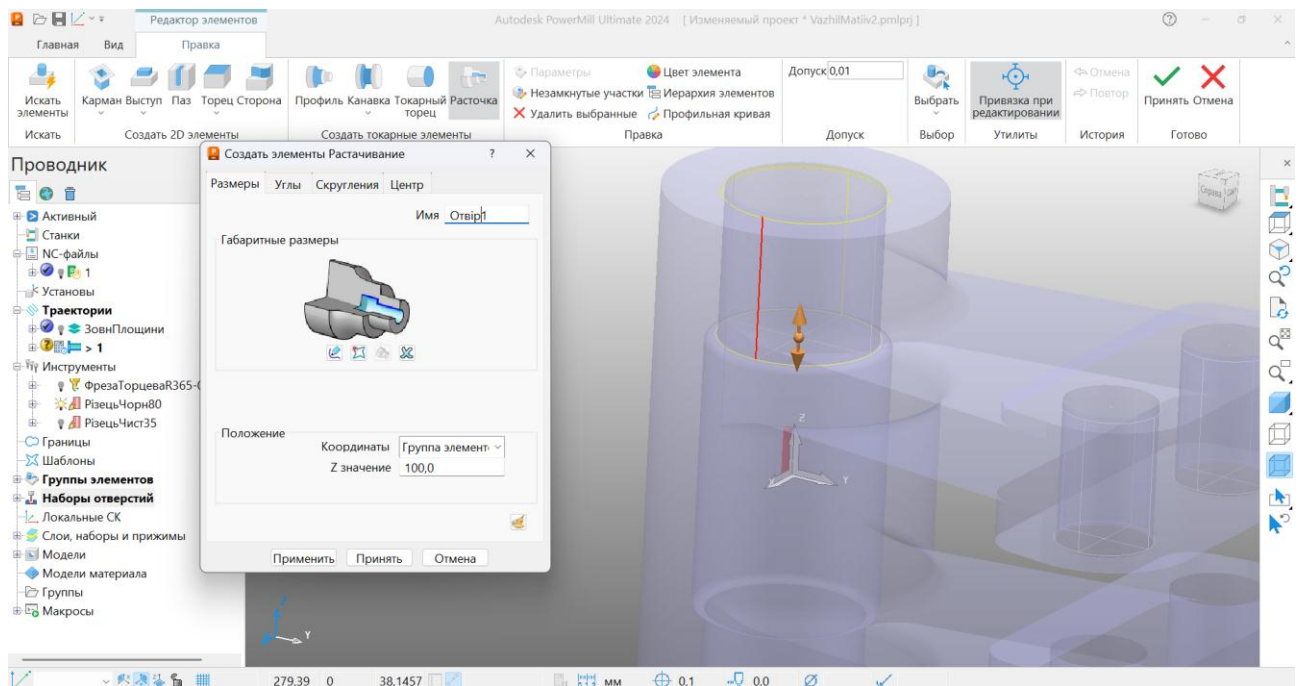 Редактор элементов
Autodesk PowerMill Ultimate 2024 [ Изменяемый проект * VazhilMatiiv2.pmlprj ]
Главная Вид Правка
Параметры Цвет элемента Допуск 0,01 Отмена
Незамкнутые участки Иерархия элементов Повтор
Удалить выбранные Профильная кривая
Искать элементы Карман Выступ Паз Торец Сторона Профиль Канавка Токарный торец Расточка Выбрать Привязка при редактировании Принять Отмена
Искать Создать 2D элементы Создать токарные элементы Правка Допуск Выбор Утилиты История Готово
Проводник
Активный
Станки
NC-файлы
1
Установы
Траектории
ЗовнПлощини
> 1
Инструменты
ФрезаТорцеваR365-
РізецьЧорн80
РізецьЧист35
Границы
Шаблоны
Группы элементов
Наборы отверстий
Локальные СК
Слои, наборы и прижимы
Модели
Модели материала
Группы
Макросы
Создать элементы Растачивание ?
Размеры Углы Скругления Центр
Имя Отвір1
Габаритные размеры
Положение
Координаты Группа элемент
Z значение 100,0
Применить Принять Отмена
Справа
Z
X Y
Z
Y
279.39 0 38.1457 мм 0.1 0.0